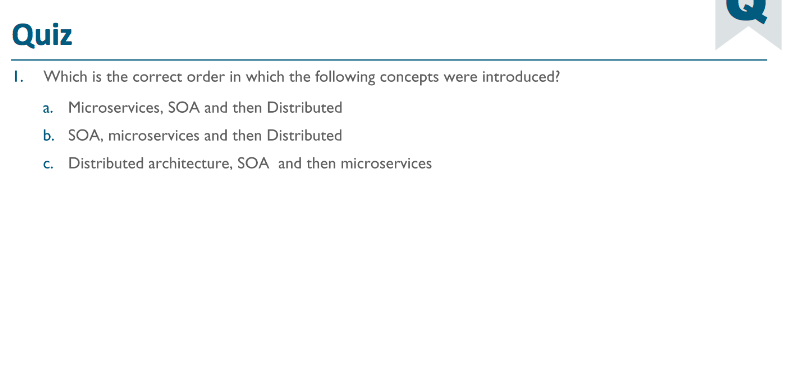 Q
Quiz
1. Which is the correct order in which the following concepts were introduced?
a. Microservices, SOA and then Distributed
b. SOA, microservices and then Distributed
c. Distributed architecture, SOA and then microservices